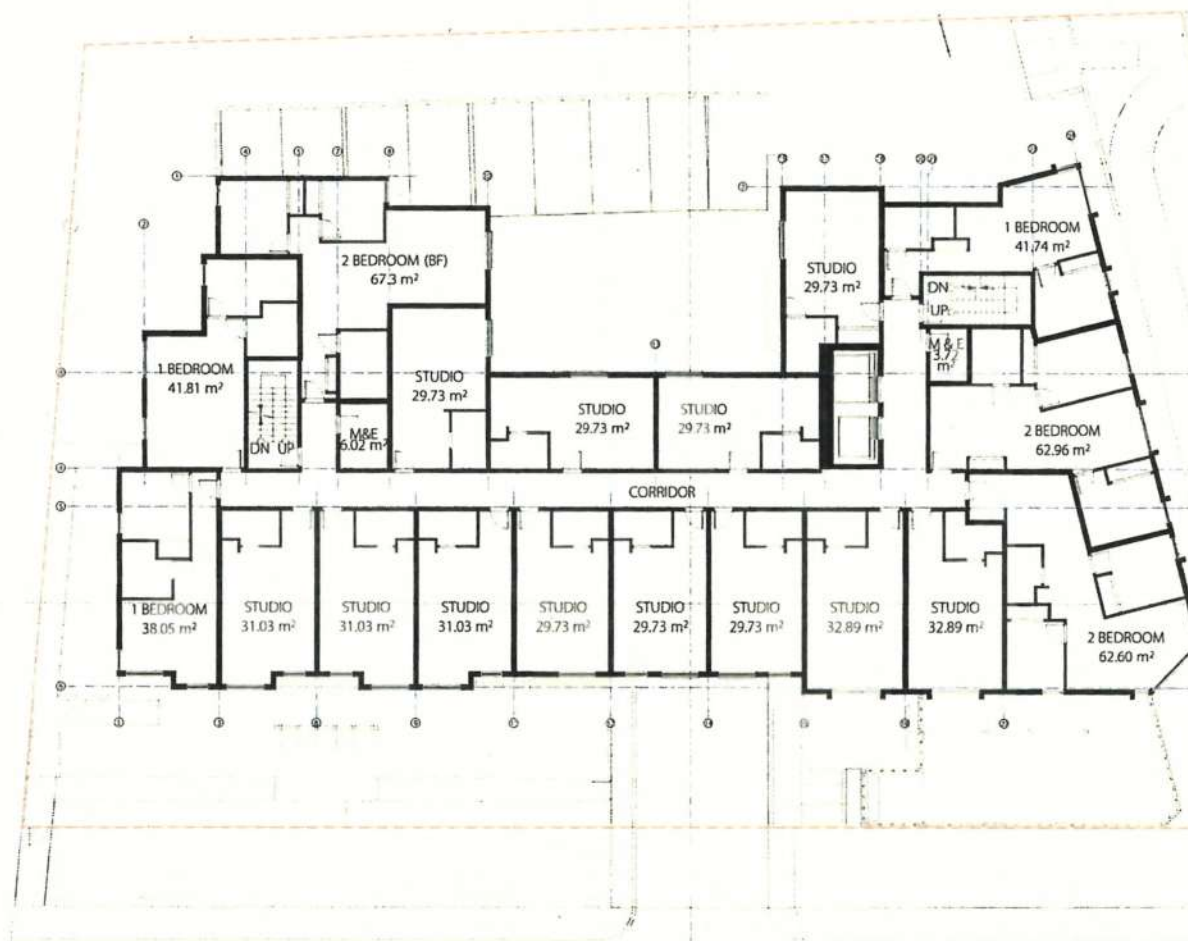 2 BEDROOM (BF)
67.3 m²
1 BEDROOM
41.74 m²
STUDIO
29.73 m²
DN
UP
M & E
3.72
m²
1 BEDROOM
41.81 m²
STUDIO
29.73 m²
STUDIO
29.73 m²
STUDIO
29.73 m²
2 BEDROOM
62.96 m²
DN UP
M&E
6.02 m²
CORRIDOR
1 BEDROOM
38.05 m²
STUDIO
31.03 m²
STUDIO
31.03 m²
STUDIO
31.03 m²
STUDIO
29.73 m²
STUDIO
29.73 m²
STUDIO
29.73 m²
STUDIO
32.89 m²
STUDIO
32.89 m²
2 BEDROOM
62.60 m²